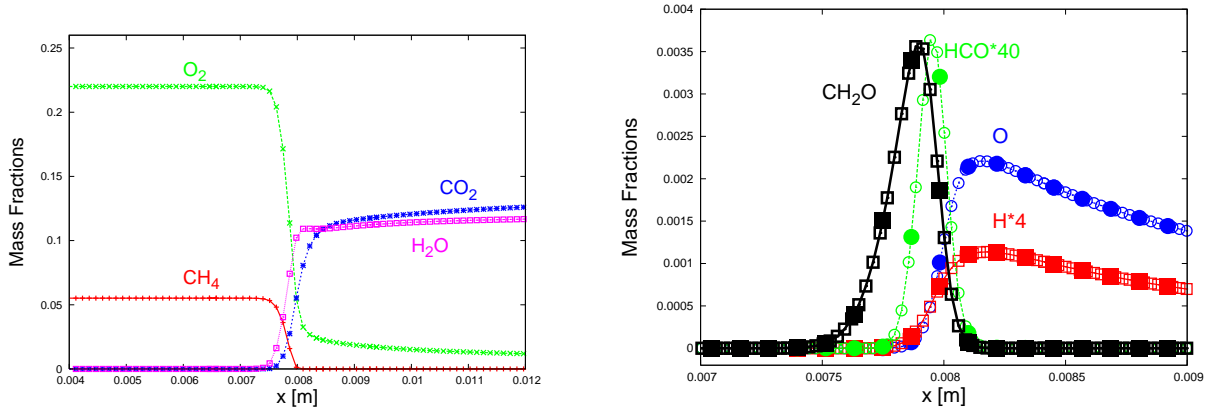 0.25
0.2
0.15
0.1
0.05
0
Mass Fractions
O₂
CH₄
CO₂
H₂O
0.004 0.005 0.006 0.007 0.008 0.009 0.01 0.011 0.012
x [m]
0.004
0.0035
0.003
0.0025
0.002
0.0015
0.001
0.0005
0
Mass Fractions
HCO*40
CH₂O
O
H*4
0.007 0.0075 0.008 0.0085 0.009
x [m]